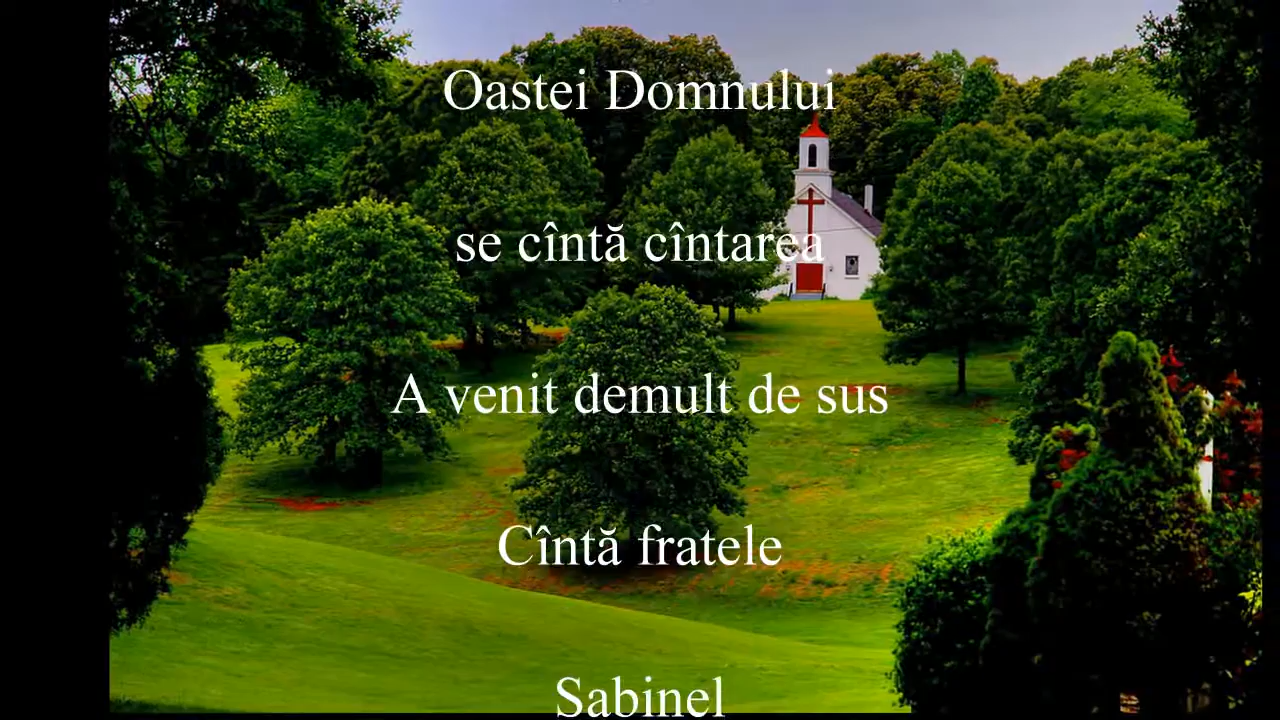 Oastei Domnului
se cîntă cîntarea
A venit demult de sus
Cîntă fratele
Sabinel